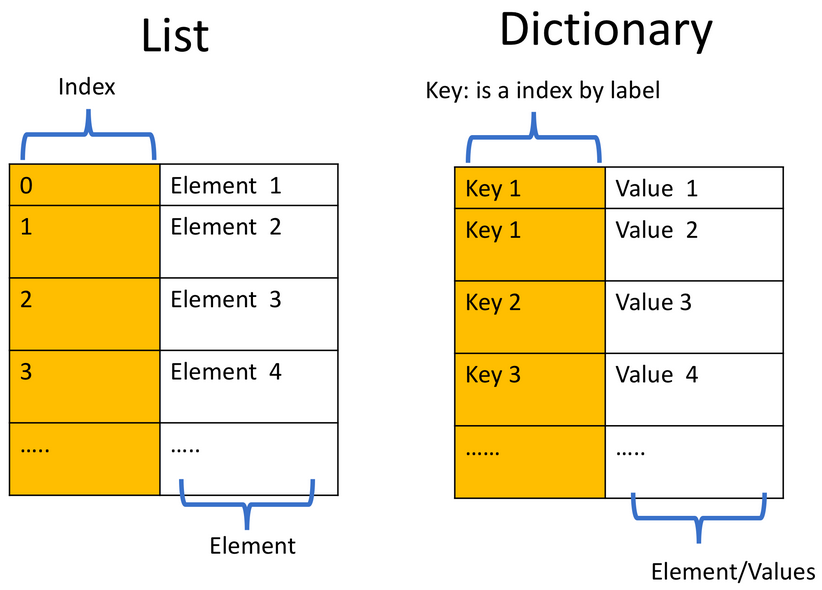 List
Index
0 Element 1
1 Element 2
2 Element 3
3 Element 4
..... .....
Element
Dictionary
Key: is a index by label
Key 1 Value 1
Key 1 Value 2
Key 2 Value 3
Key 3 Value 4
...... .....
Element/Values